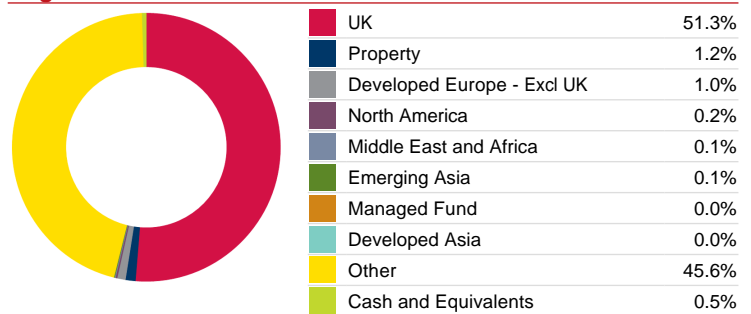 UK 51.3%
Property 1.2%
Developed Europe - Excl UK 1.0%
North America 0.2%
Middle East and Africa 0.1%
Emerging Asia 0.1%
Managed Fund 0.0%
Developed Asia 0.0%
Other 45.6%
Cash and Equivalents 0.5%